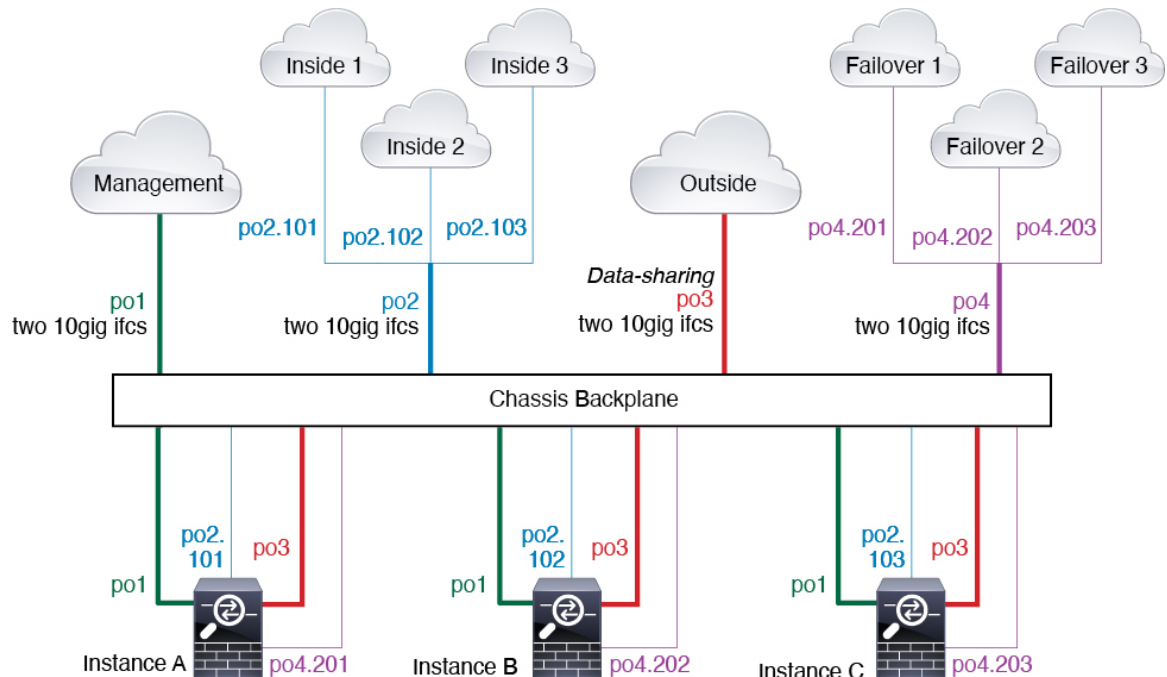 Inside 1
Inside 3
Failover 1
Failover 3
Inside 2
Failover 2
Management
Outside
po2.101
po2.102
po2.103
po4.201
po4.202
po4.203
Data-sharing
po1
two 10gig ifcs
po2
two 10gig ifcs
po3
two 10gig ifcs
po4
two 10gig ifcs
Chassis Backplane
po2.
101
po3
po1
Instance A
po4.201
po2.
102
po3
po1
Instance B
po4.202
po2.
103
po3
po1
Instance C
po4.203